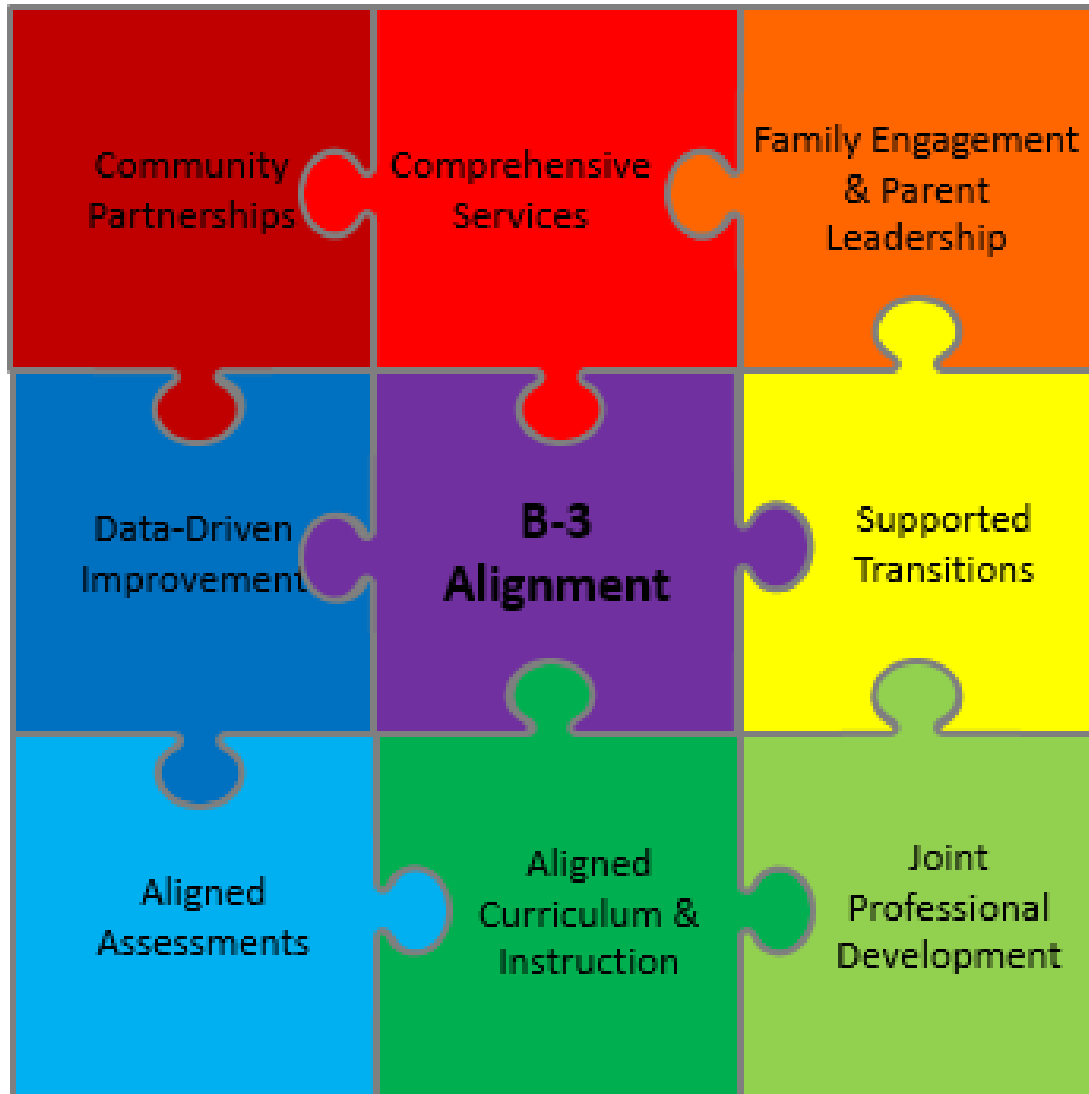 Community
Partnerships
Comprehensive
Services
Family Engagement
& Parent
Leadership
Data-Driven
Improvement
B-3
Alignment
Supported
Transitions
Aligned
Assessments
Aligned
Curriculum &
Instruction
Joint
Professional
Development